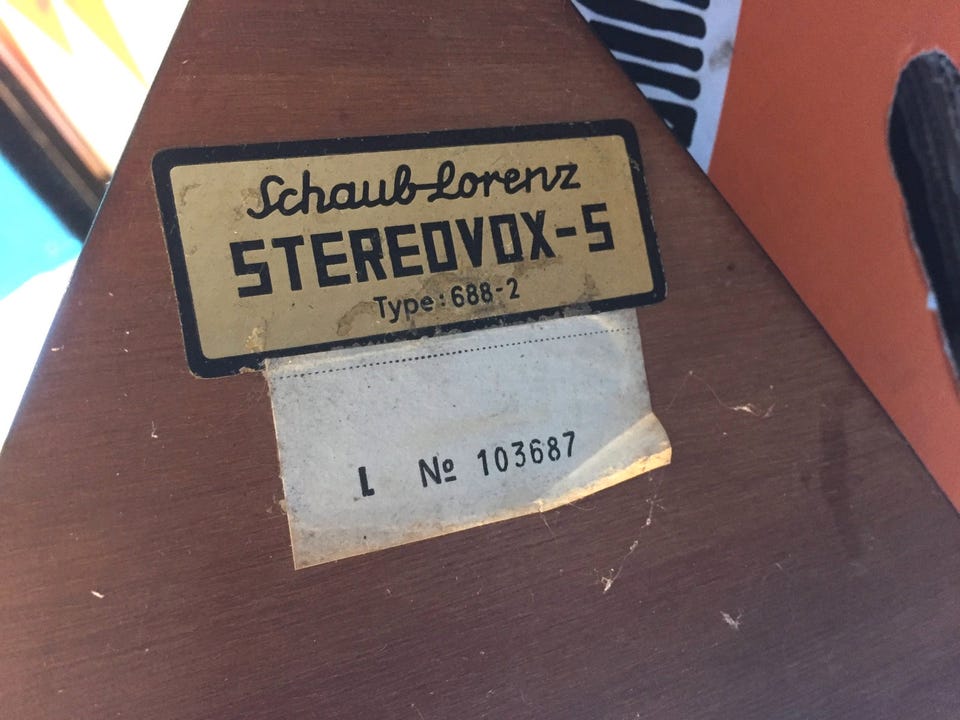 Schaub-Lorenz
STEREOVOX-S
Type: 688-2
L № 103687